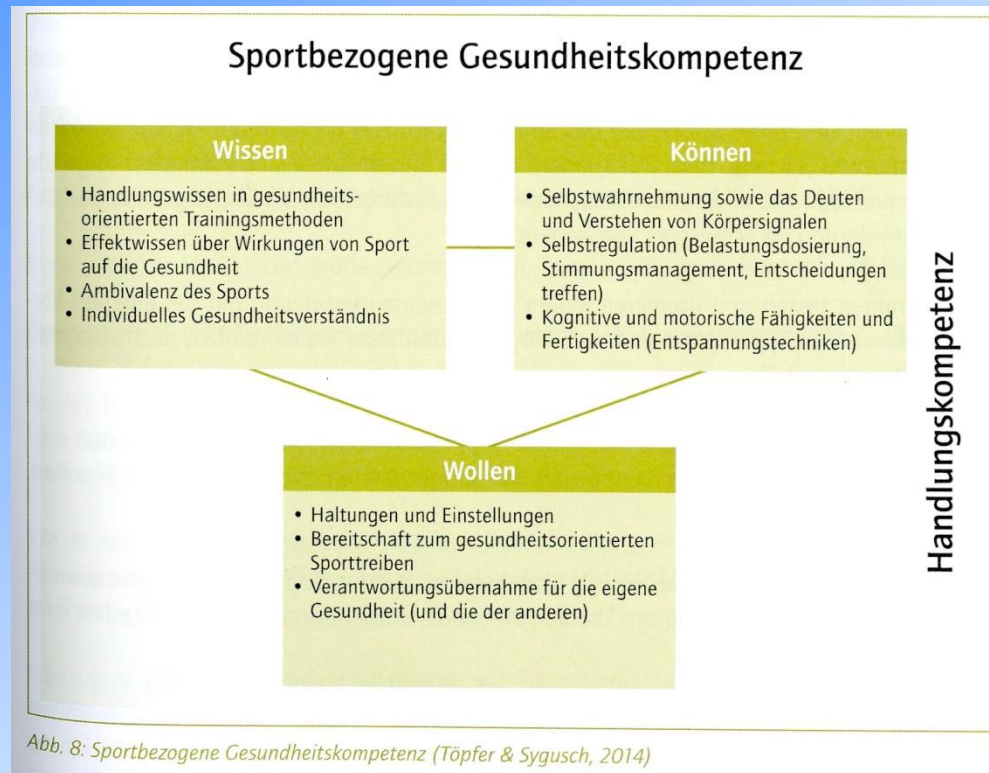 Sportbezogene Gesundheitskompetenz
Wissen
• Handlungswissen in gesundheits-
orientierten Trainingsmethoden
• Effektwissen über Wirkungen von Sport
auf die Gesundheit
• Ambivalenz des Sports
• Individuelles Gesundheitsverständnis
Können
• Selbstwahrnehmung sowie das Deuten
und Verstehen von Körpersignalen
• Selbstregulation (Belastungsdosierung,
Stimmungsmanagement, Entscheidungen
treffen)
• Kognitive und motorische Fähigkeiten und
Fertigkeiten (Entspannungstechniken)
Wollen
• Haltungen und Einstellungen
• Bereitschaft zum gesundheitsorientierten
Sporttreiben
• Verantwortungsübernahme für die eigene
Gesundheit (und die der anderen)
Handlungskompetenz
Abb. 8: Sportbezogene Gesundheitskompetenz (Töpfer & Sygusch, 2014)